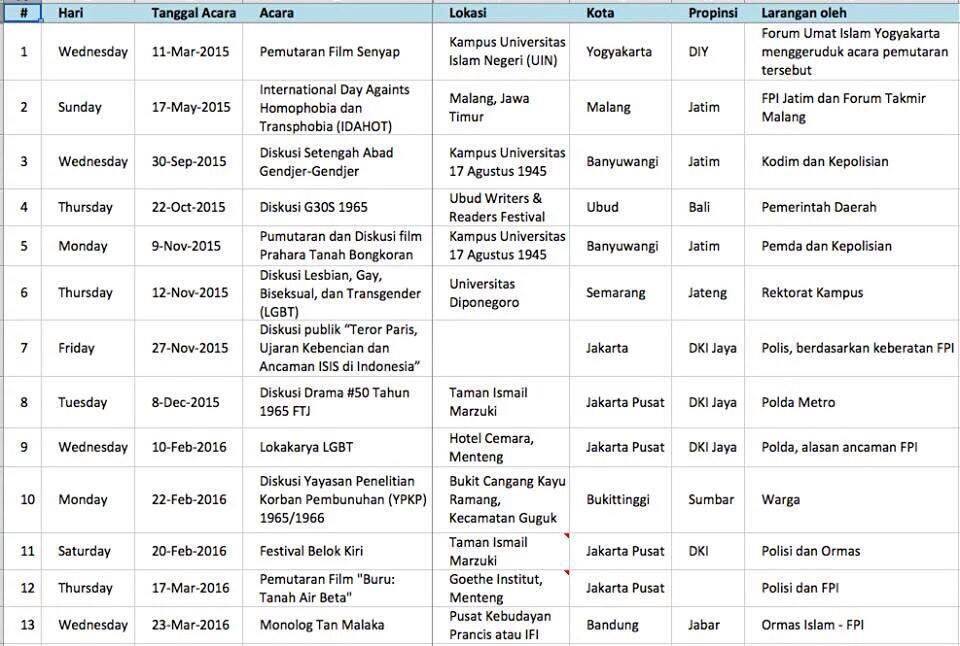 # Hari Tanggal Acara Acara Lokasi Kota Propinsi Larangan oleh
1 Wednesday 11-Mar-2015 Pemutaran Film Senyap Kampus Universitas Islam Negeri (UIN) Yogyakarta DIY Forum Umat Islam Yogyakarta menggeruduk acara pemutaran tersebut
2 Sunday 17-May-2015 International Day Againts Homophobia dan Transphobia (IDAHOT) Malang, Jawa Timur Malang Jatim FPI Jatim dan Forum Takmir Malang
3 Wednesday 30-Sep-2015 Diskusi Setengah Abad Gendjer-Gendjer Kampus Universitas 17 Agustus 1945 Banyuwangi Jatim Kodim dan Kepolisian
4 Thursday 22-Oct-2015 Diskusi G30S 1965 Ubud Writers & Readers Festival Ubud Bali Pemerintah Daerah
5 Monday 9-Nov-2015 Pumutaran dan Diskusi film Prahara Tanah Bongkoran Kampus Universitas 17 Agustus 1945 Banyuwangi Jatim Pemda dan Kepolisian
6 Thursday 12-Nov-2015 Diskusi Lesbian, Gay, Biseksual, dan Transgender (LGBT) Universitas Diponegoro Semarang Jateng Rektorat Kampus
7 Friday 27-Nov-2015 Diskusi publik “Teror Paris, Ujaran Kebencian dan Ancaman ISIS di Indonesia” Jakarta DKI Jaya Polis, berdasarkan keberatan FPI
8 Tuesday 8-Dec-2015 Diskusi Drama #50 Tahun 1965 FTJ Taman Ismail Marzuki Jakarta Pusat DKI Jaya Polda Metro
9 Wednesday 10-Feb-2016 Lokakarya LGBT Hotel Cemara, Menteng Jakarta Pusat DKI Jaya Polda, alasan ancaman FPI
10 Monday 22-Feb-2016 Diskusi Yayasan Penelitian Korban Pembunuhan (YPKP) 1965/1966 Bukit Cangang Kayu Ramang, Kecamatan Guguk Bukittinggi Sumbar Warga
11 Saturday 20-Feb-2016 Festival Belok Kiri Taman Ismail Marzuki Jakarta Pusat DKI Polisi dan Ormas
12 Thursday 17-Mar-2016 Pemutaran Film "Buru: Tanah Air Beta" Goethe Institut, Menteng Jakarta Pusat Polisi dan FPI
13 Wednesday 23-Mar-2016 Monolog Tan Malaka Pusat Kebudayan Prancis atau IFI Bandung Jabar Ormas Islam - FPI